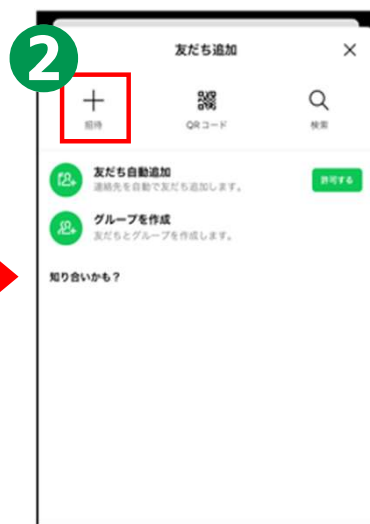 2
友だち追加
招待
QRコード
検索
友だち自動追加
連絡先を自動で友だち追加します。
許可する
グループを作成
友だちとグループを作成します。
知り合いかも？